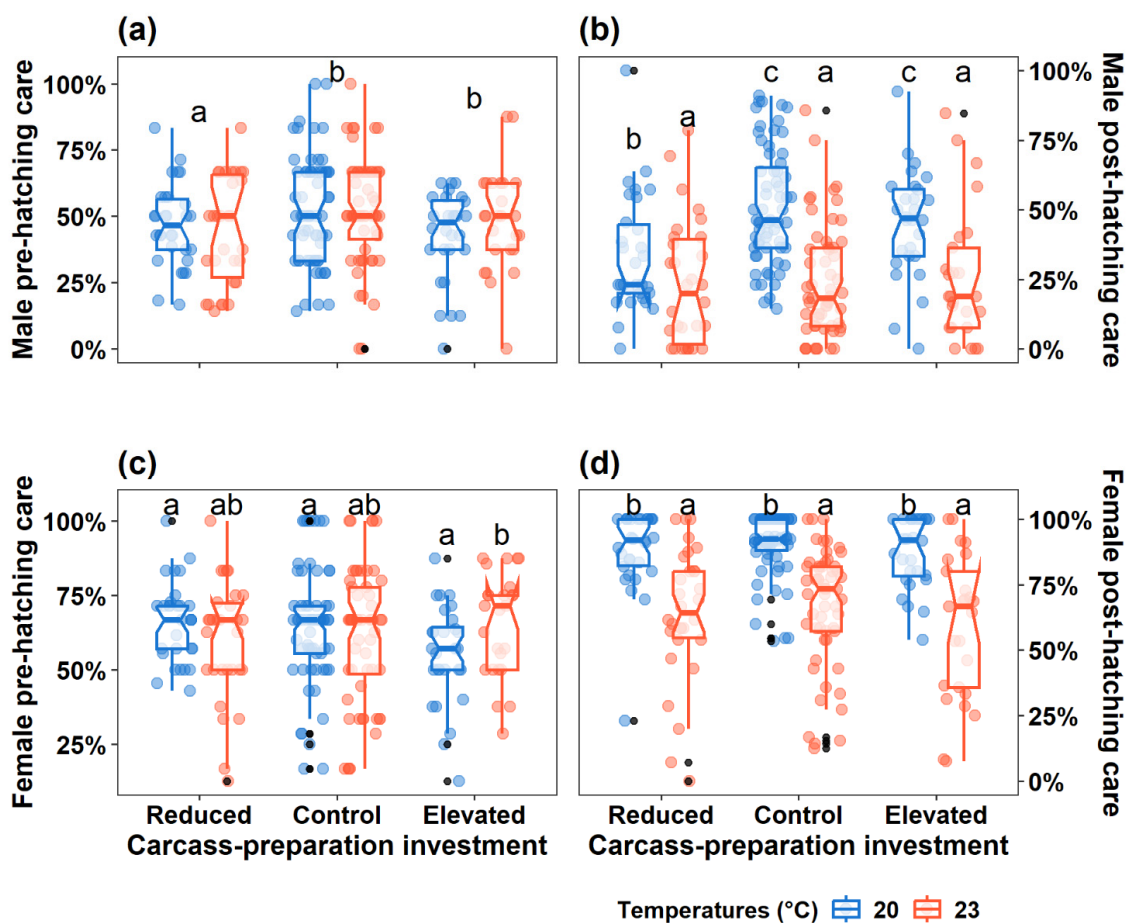 (a)
Male pre-hatching care
100%
75%
50%
25%
0%
a
b
b
(b)
Male post-hatching care
100%
75%
50%
25%
0%
b
a
c
a
c
a
(c)
Female pre-hatching care
100%
75%
50%
25%
a
ab
a
ab
a
b
Reduced Control Elevated
Carcass-preparation investment
(d)
Female post-hatching care
100%
75%
50%
25%
0%
b
a
b
a
b
a
Reduced Control Elevated
Carcass-preparation investment
Temperatures (°C) 20 23